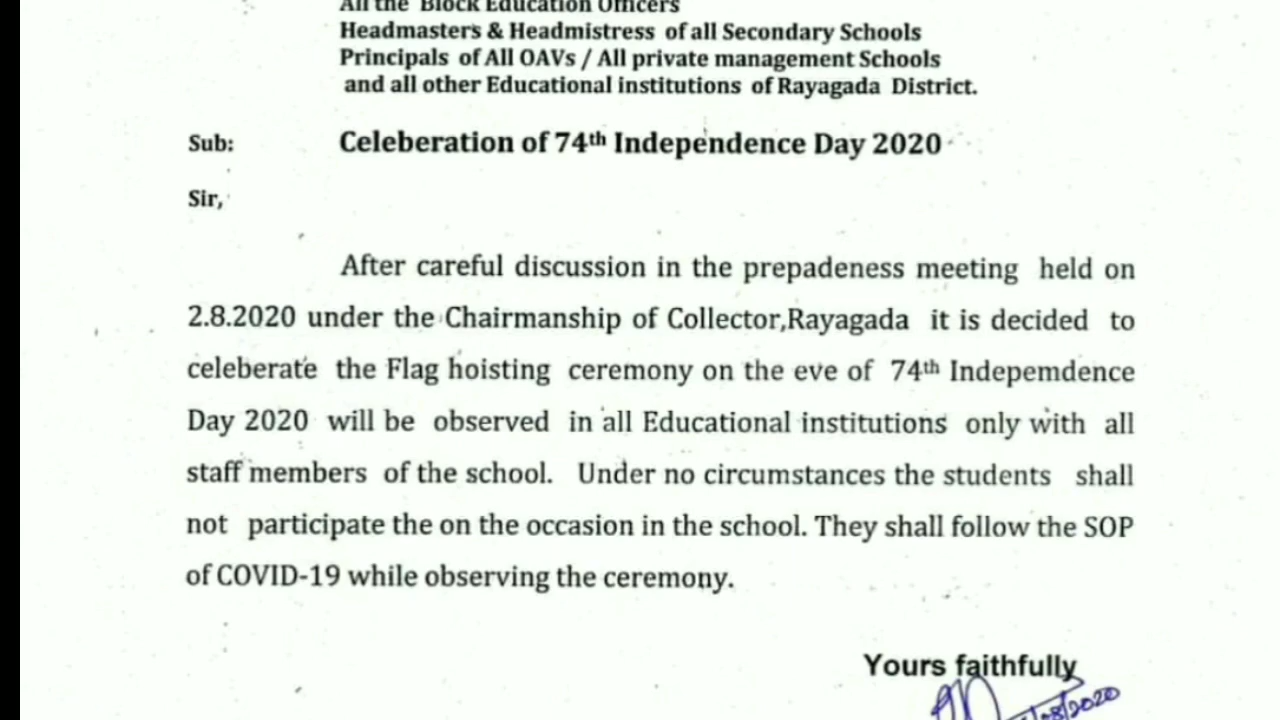 All the Block Education Officers
Headmasters & Headmistress of all Secondary Schools
Principals of All OAVs / All private management Schools
and all other Educational institutions of Rayagada District.
Sub: Celeberation of 74th Independence Day 2020
Sir,
After careful discussion in the prepadeness meeting held on
2.8.2020 under the Chairmanship of Collector,Rayagada it is decided to
celeberate the Flag hoisting ceremony on the eve of 74th Indepemdence
Day 2020 will be observed in all Educational institutions only with all
staff members of the school. Under no circumstances the students shall
not participate the on the occasion in the school. They shall follow the SOP
of COVID-19 while observing the ceremony.
Yours faithfully